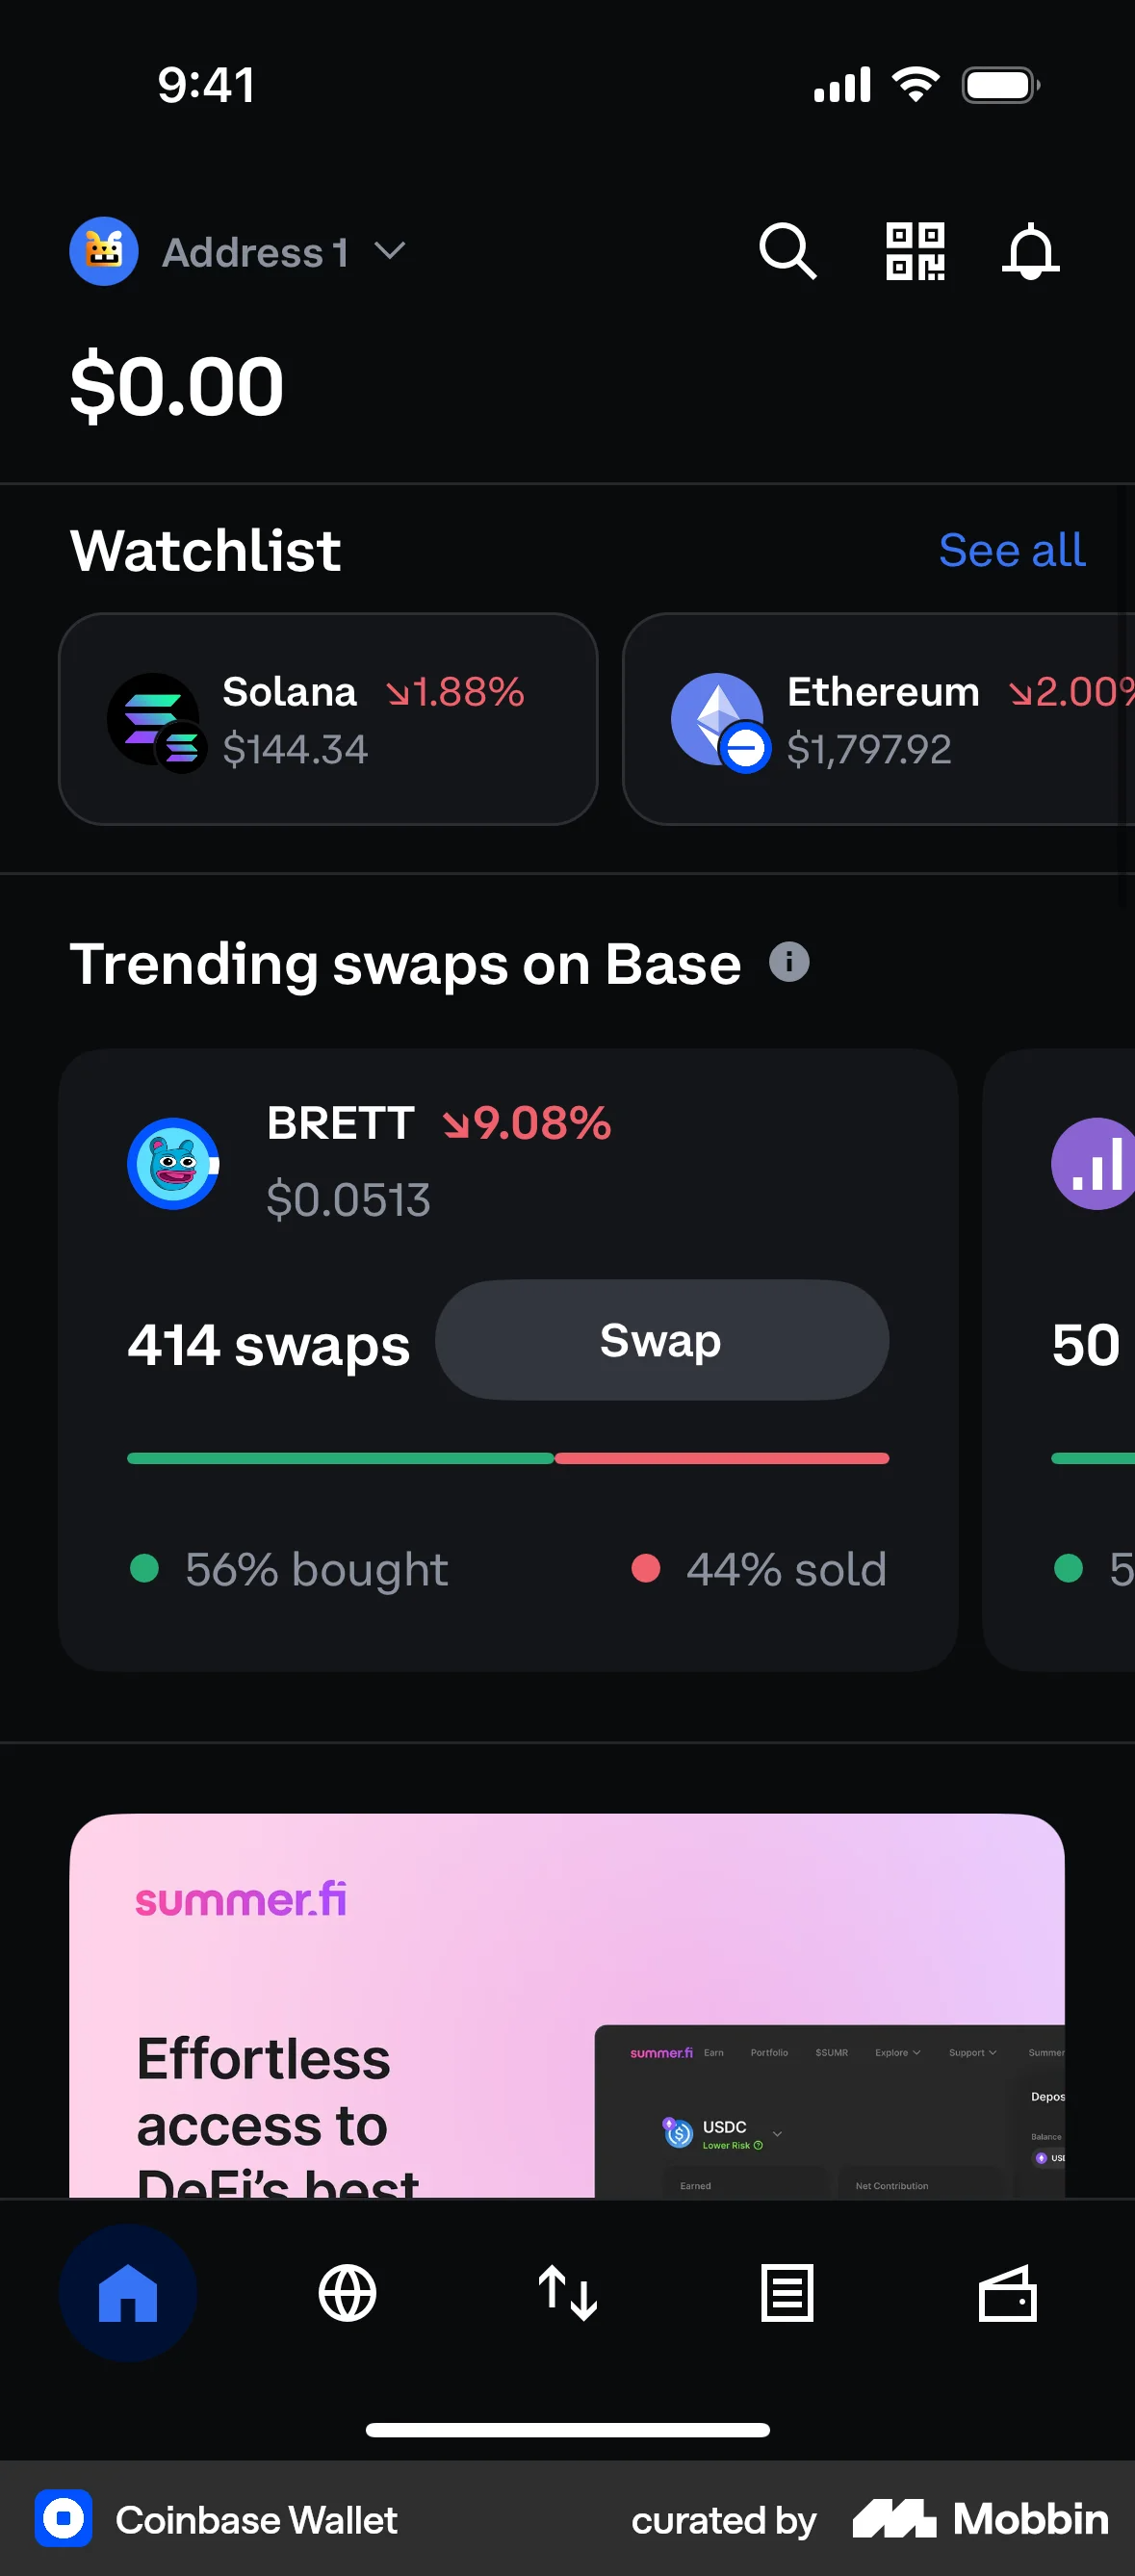 9:41
Address 1
$0.00
Watchlist
See all
Solana ↘1.88%
$144.34
Ethereum ↘2.00%
$1,797.92
Trending swaps on Base
BRETT ↘9.08%
$0.0513
414 swaps
Swap
50
56% bought
44% sold
5
summer.fi
Effortless
access to
DeFi's best
summer.fi Earn Portfolio $SUMR Explore Support Summer
USDC
Lower Risk
Earned
Net Contribution
Depos
Balance
USD
Coinbase Wallet
curated by Mobbin